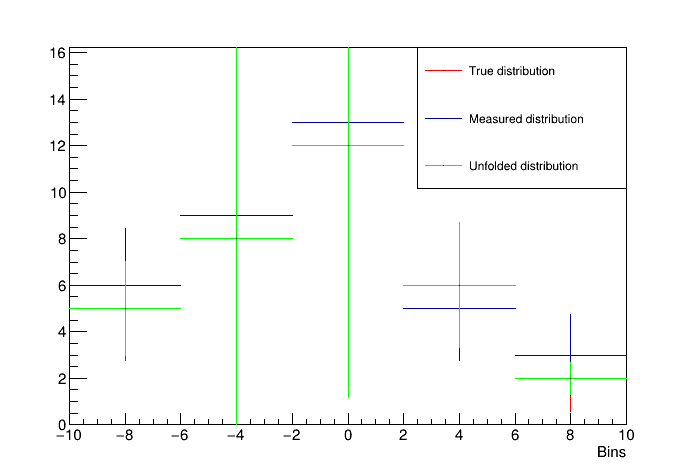 16
14
12
10
8
6
4
2
0
−10 −8 −6 −4 −2 0 2 4 6 8 10
Bins
True distribution
Measured distribution
Unfolded distribution